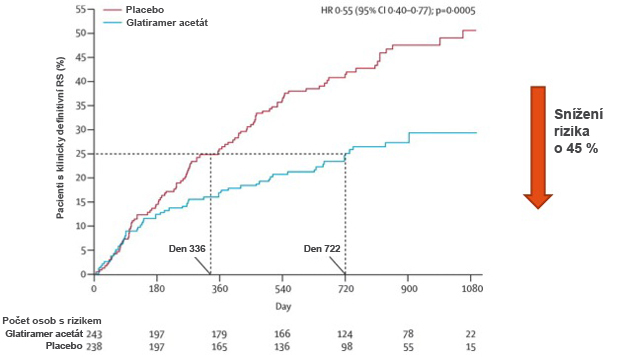 Placebo
Glatiramer acetát
HR 0·55 (95% CI 0·40–0·77); p=0·0005
Pacienti s klinicky definitivní RS (%)
55
50
45
40
35
30
25
20
15
10
5
0
Den 336
Den 722
0 180 360 540 720 900 1080
Day
Snížení
rizika
o 45 %
Počet osob s rizikem
Glatiramer acetát 243 197 179 166 124 78 22
Placebo 238 197 165 136 98 55 15